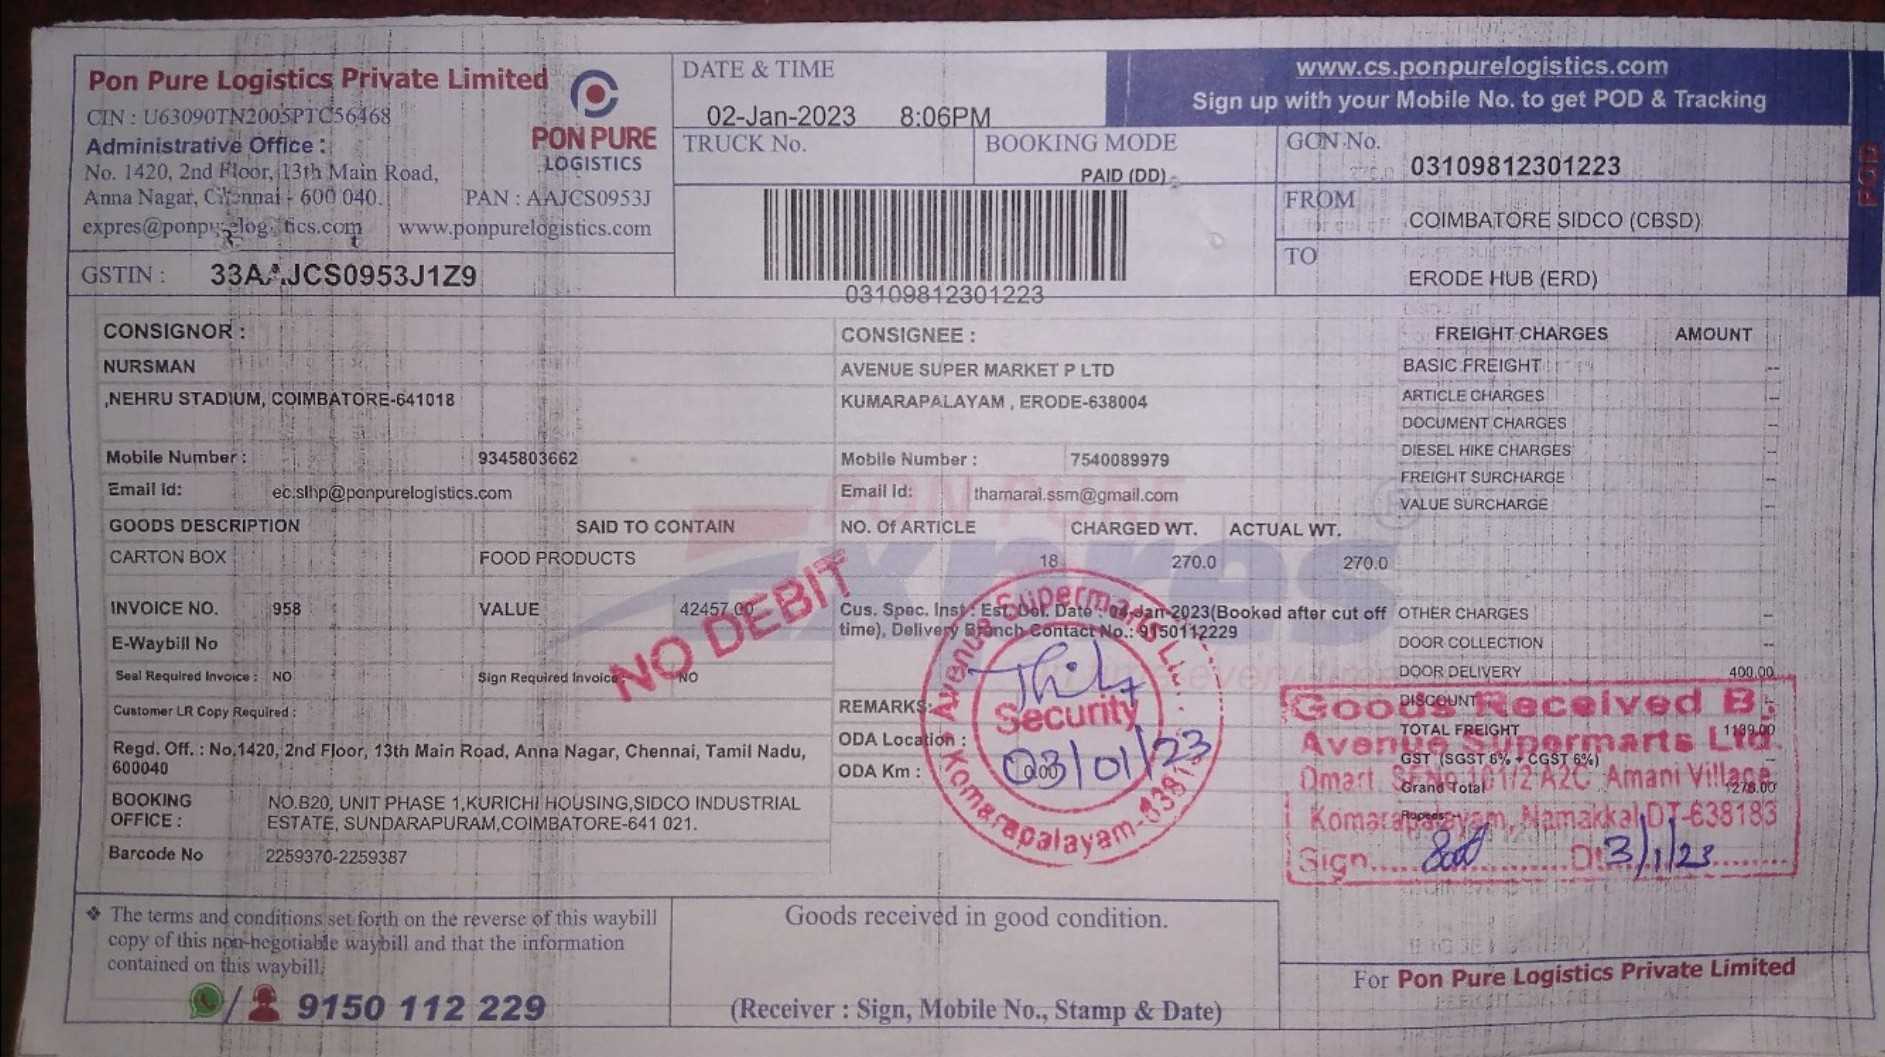 Pon Pure Logistics Private Limited
CIN : U63090TN2005PTC56468
Administrative Office :
No. 1420, 2nd Floor, 13th Main Road,
Anna Nagar, Chennai - 600 040.
PAN : AAJCS0953J
www.ponpurelogistics.com
PON PURE
LOGISTICS
GSTIN : 33AAJCS0953J1Z9
DATE & TIME
02-Jan-2023 8:06PM
TRUCK No.
BOOKING MODE
PAID (DD)
03109812301223
www.cs.ponpurelogistics.com
Sign up with your Mobile No. to get POD & Tracking
GCN No. 03109812301223
FROM COIMBATORE SIDCO (CBSD)
TO ERODE HUB (ERD)
POD
CONSIGNOR :
NURSMAN
,NEHRU STADIUM, COIMBATORE-641018
Mobile Number : 9345803662
Email Id: ec.slhp@ponpurelogistics.com
CONSIGNEE :
AVENUE SUPER MARKET P LTD
KUMARAPALAYAM , ERODE-638004
Mobile Number : 7540089979
Email Id: thamarai.ssm@gmail.com
GOODS DESCRIPTION SAID TO CONTAIN NO. Of ARTICLE CHARGED WT. ACTUAL WT.
CARTON BOX FOOD PRODUCTS 18 270.0 270.0
INVOICE NO. 958 VALUE 42457.00
E-Waybill No
Seal Required Invoice : NO Sign Required Invoice NO
Customer LR Copy Required :
Regd. Off. : No.1420, 2nd Floor, 13th Main Road, Anna Nagar, Chennai, Tamil Nadu,
600040
BOOKING OFFICE : NO.B20, UNIT PHASE 1,KURICHI HOUSING,SIDCO INDUSTRIAL
ESTATE, SUNDARAPURAM,COIMBATORE-641 021.
Barcode No 2259370-2259387
NO DEBIT
Cus. Spec. Inst : Est. Del. Date : 04-Jan-2023(Booked after cut off
time), Delivery Branch Contact No.: 9150112229
REMARKS:
ODA Location :
ODA Km :
Avenue Supermarts Ltd.
Security
03/01/23
Komarapalayam-
FREIGHT CHARGES AMOUNT
BASIC FREIGHT --
ARTICLE CHARGES --
DOCUMENT CHARGES --
DIESEL HIKE CHARGES --
FREIGHT SURCHARGE --
VALUE SURCHARGE --
OTHER CHARGES --
DOOR COLLECTION --
DOOR DELIVERY 400.00
DISCOUNT --
TOTAL FREIGHT
GST (SGST 6% + CGST 6%) --
Grand Total
Rupees:--
Goods Received By
Avenue Supermarts Ltd.
Dmart Amani Village
Komarapalayam, Namakkal DT-638183
Sign.... Dt 3/1/23
❖ The terms and conditions set forth on the reverse of this waybill
copy of this non-negotiable waybill and that the information
contained on this waybill.
9150 112 229
Goods received in good condition.
(Receiver : Sign, Mobile No., Stamp & Date)
For Pon Pure Logistics Private Limited